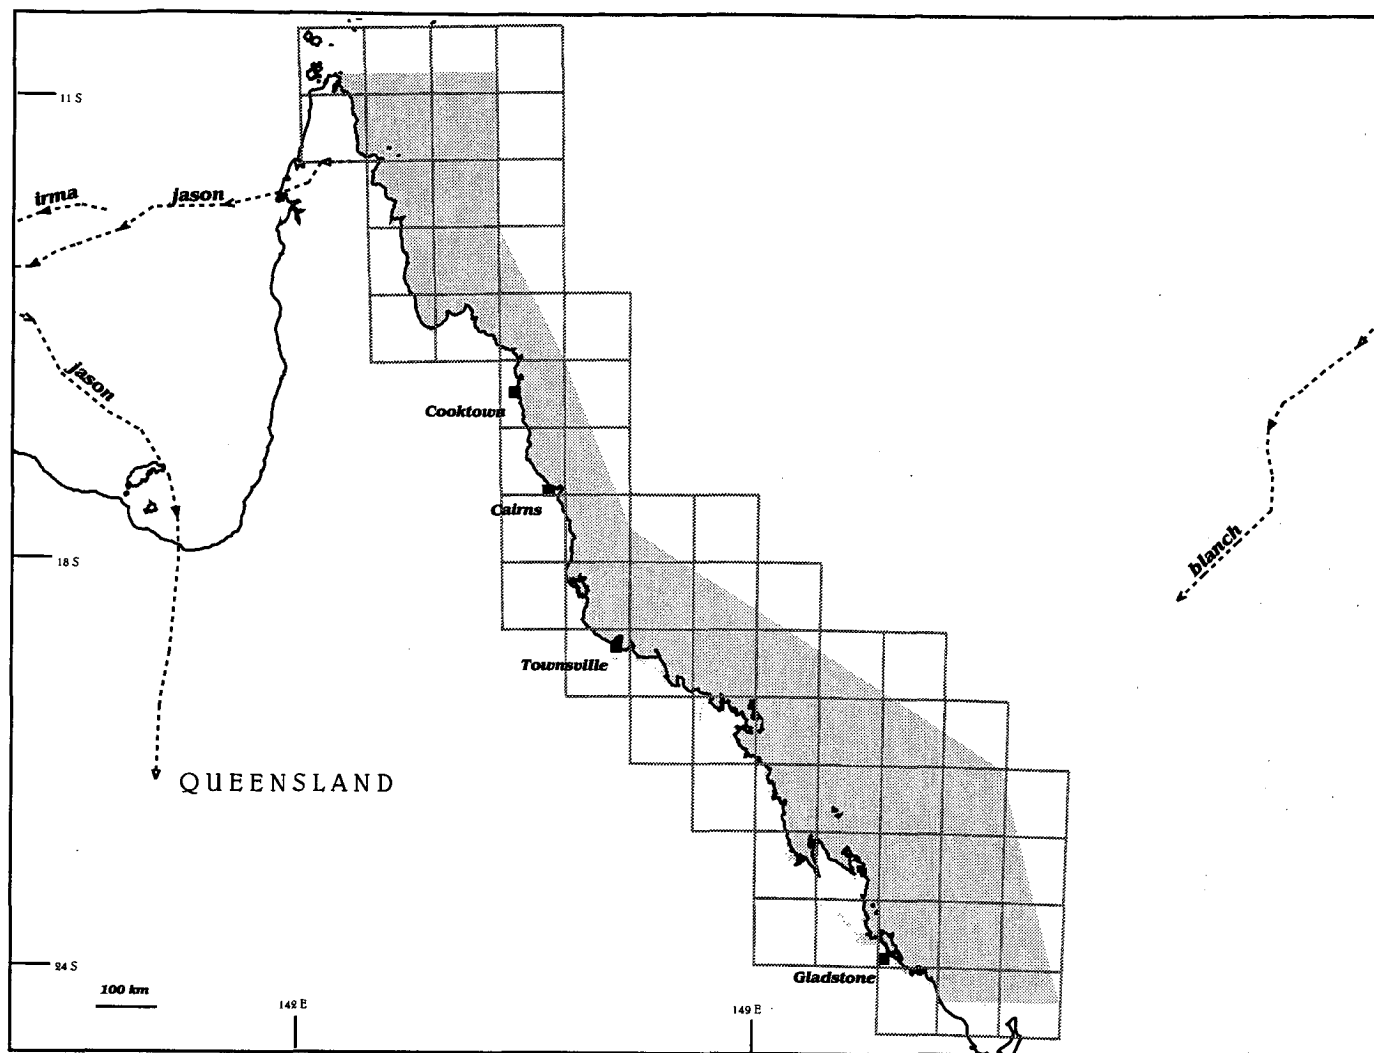 11 S
irma
jason
jason
Cooktown
Cairns
blanch
18 S
Townsville
QUEENSLAND
Gladstone
24 S
100 km
142 E
149 E